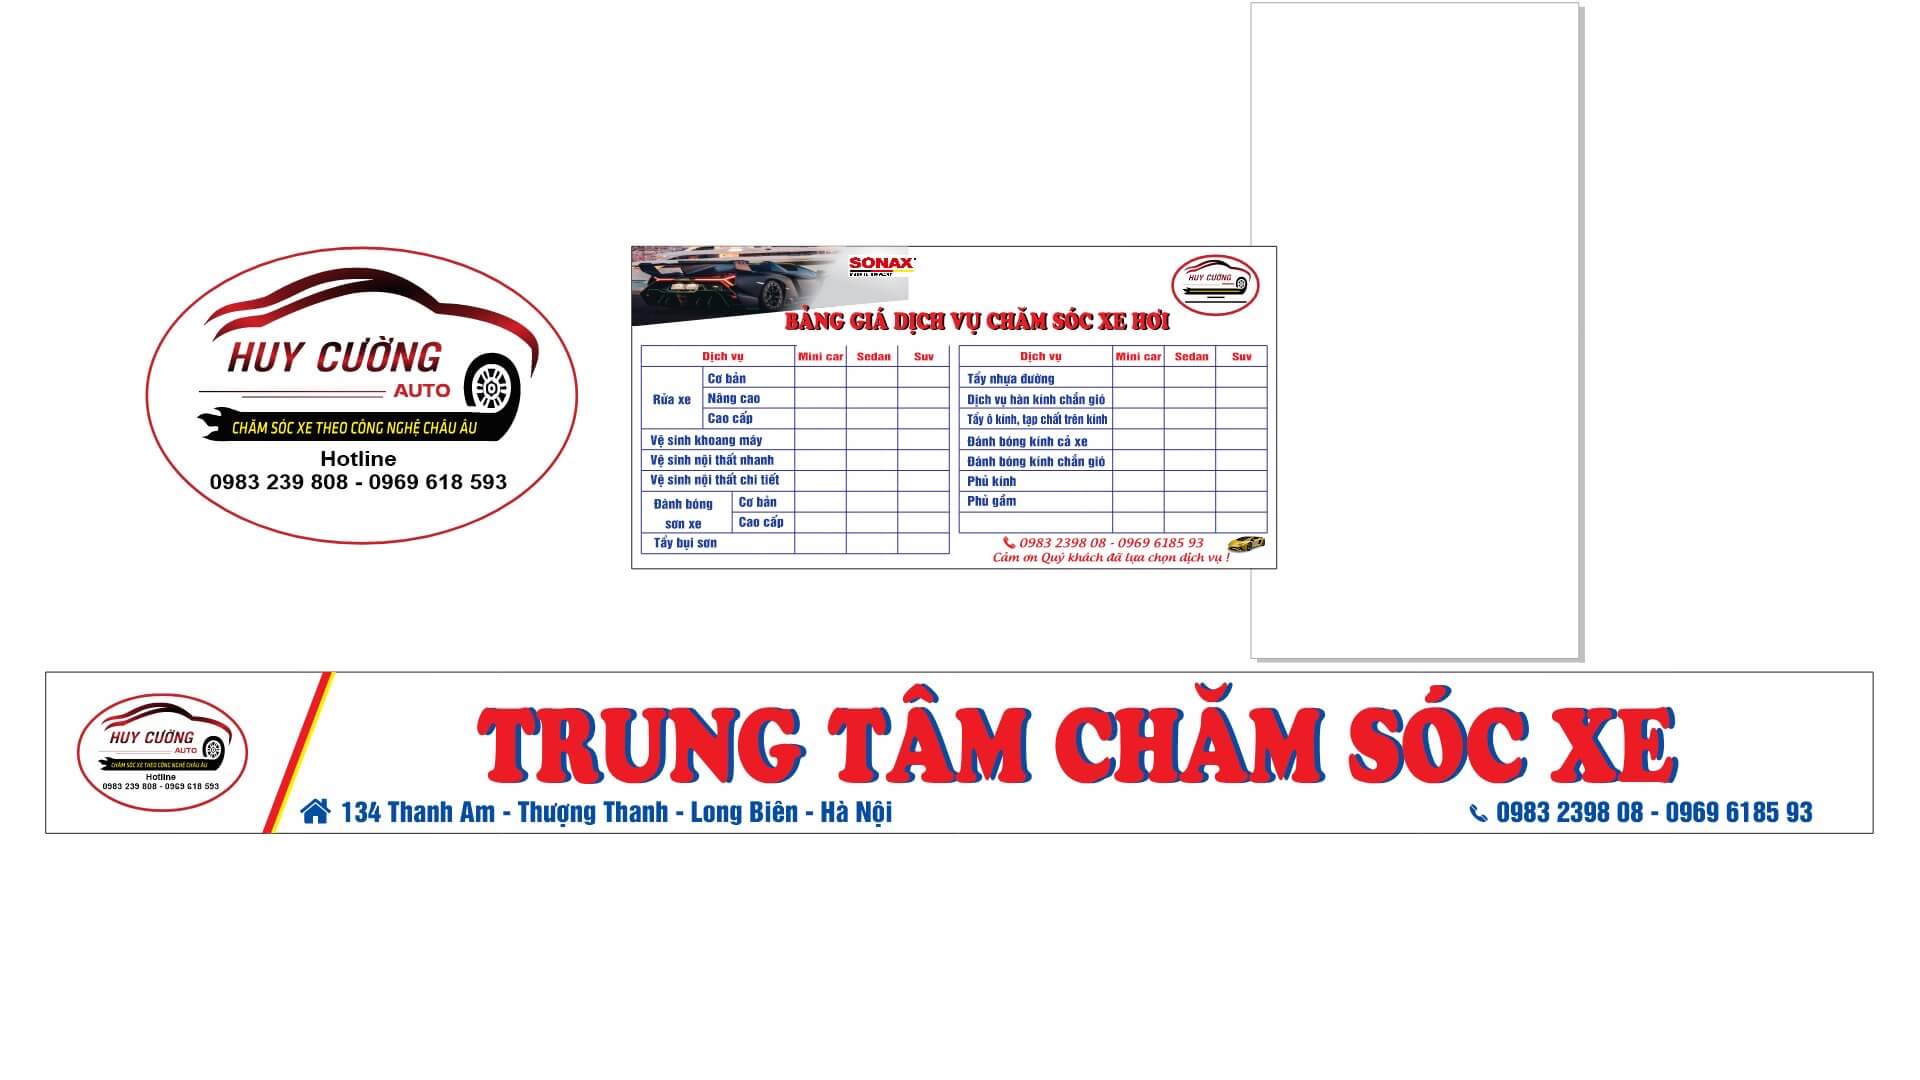 HUY CƯỜNG
AUTO
CHĂM SÓC XE THEO CÔNG NGHỆ CHÂU ÂU
Hotline
0983 239 808 - 0969 618 593
SONAX
HUY CƯỜNG
BẢNG GIÁ DỊCH VỤ CHĂM SÓC XE HƠI
Dịch vụ Mini car Sedan Suv
Rửa xe
Cơ bản
Nâng cao
Cao cấp
Vệ sinh khoang máy
Vệ sinh nội thất nhanh
Vệ sinh nội thất chi tiết
Đánh bóng
sơn xe
Cơ bản
Cao cấp
Tẩy bụi sơn
Dịch vụ Mini car Sedan Suv
Tẩy nhựa đường
Dịch vụ hàn kính chắn gió
Tẩy ô kính, tạp chất trên kính
Đánh bóng kính cả xe
Đánh bóng kính chắn gió
Phủ kính
Phủ gầm
0983 2398 08 - 0969 6185 93
Cảm ơn Quý khách đã lựa chọn dịch vụ !
HUY CƯỜNG
AUTO
CHĂM SÓC XE THEO CÔNG NGHỆ CHÂU ÂU
Hotline
0983 239 808 - 0969 618 593
TRUNG TÂM CHĂM SÓC XE
134 Thanh Am - Thượng Thanh - Long Biên - Hà Nội
0983 2398 08 - 0969 6185 93